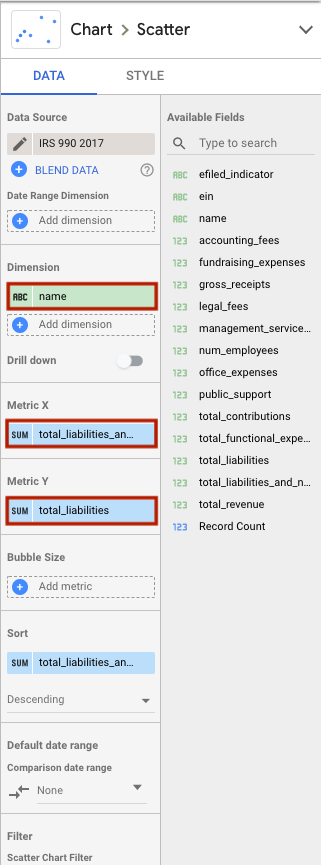 Chart > Scatter
DATA
STYLE
Data Source
IRS 990 2017
BLEND DATA
Date Range Dimension
Add dimension
Dimension
ABC name
Add dimension
Drill down
Metric X
SUM total_liabilities_an...
Metric Y
SUM total_liabilities
Bubble Size
Add metric
Sort
SUM total_liabilities_an...
Descending
Default date range
Comparison date range
None
Filter
Scatter Chart Filter
Available Fields
Type to search
ABC efiled_indicator
ABC ein
ABC name
123 accounting_fees
123 fundraising_expenses
123 gross_receipts
123 legal_fees
123 management_service...
123 num_employees
123 office_expenses
123 public_support
123 total_contributions
123 total_functional_expe...
123 total_liabilities
123 total_liabilities_and_n...
123 total_revenue
123 Record Count